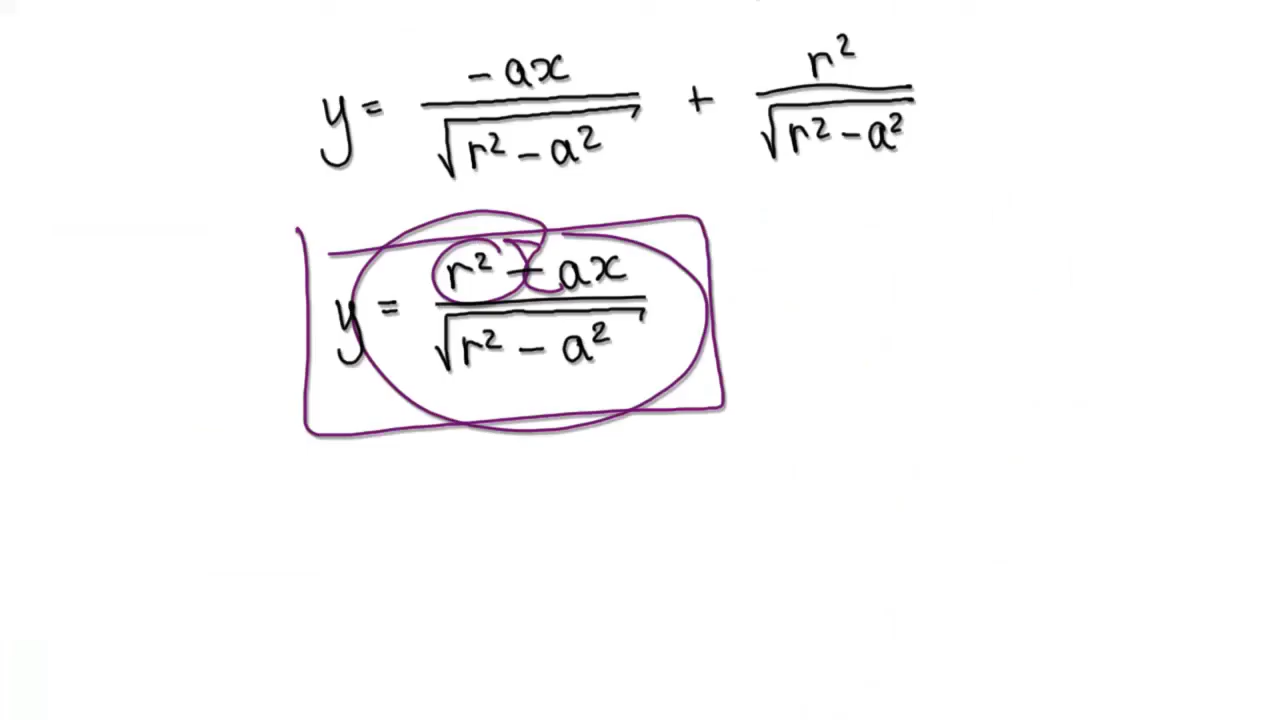 y = -ax / √(r² - a²) + r² / √(r² - a²)
y = r² - ax / √(r² - a²)